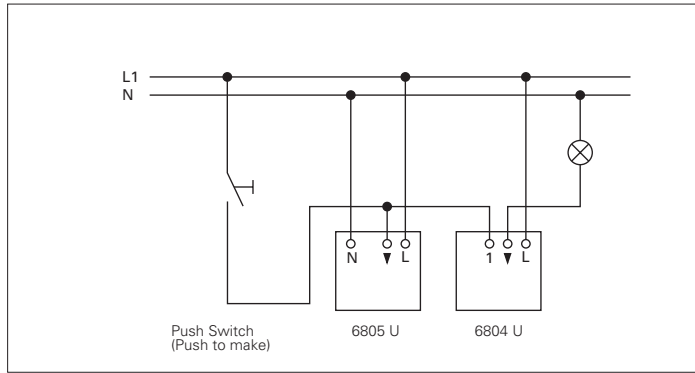 L1
N
N ▼ L
1 ▼ L
Push Switch
(Push to make)
6805 U
6804 U